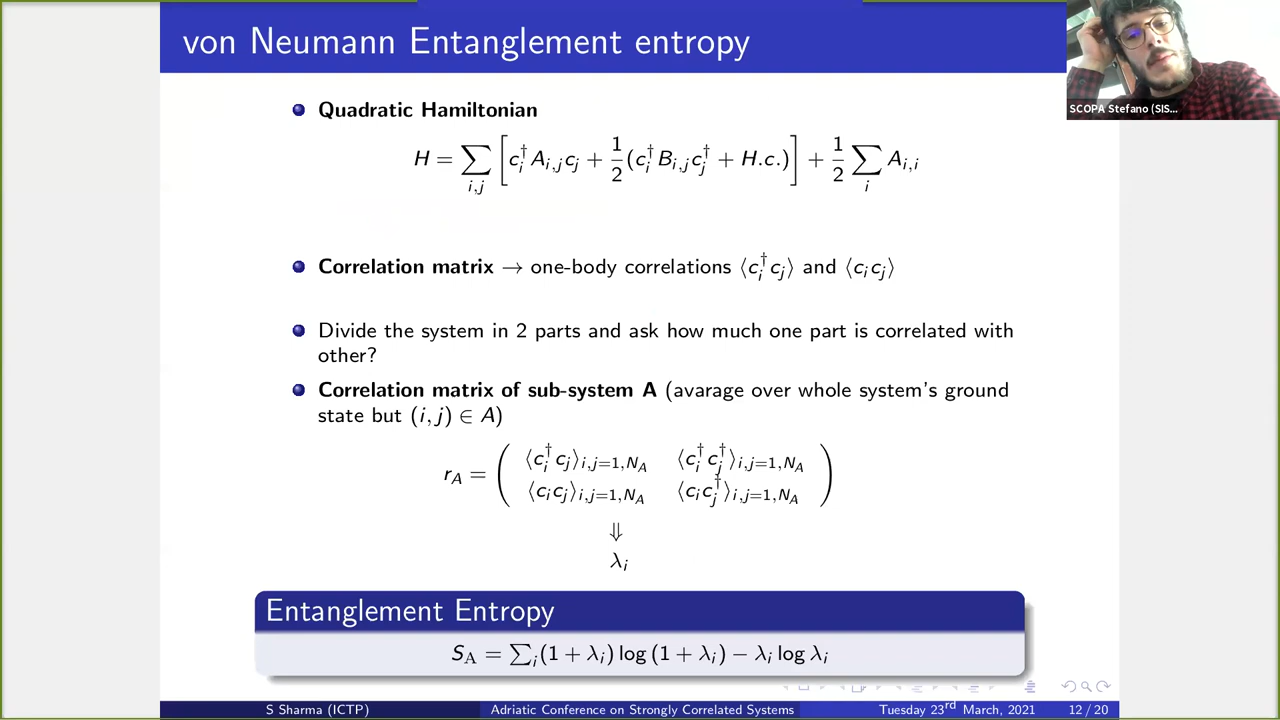 von Neumann Entanglement entropy
SCOPA Stefano (SIS...
Quadratic Hamiltonian
H = ∑_{i,j} [ c_i^† A_{i,j} c_j + 1/2 (c_i^† B_{i,j} c_j^† + H.c.) ] + 1/2 ∑_i A_{i,i}
Correlation matrix → one-body correlations ⟨c_i^† c_j⟩ and ⟨c_i c_j⟩
Divide the system in 2 parts and ask how much one part is correlated with
other?
Correlation matrix of sub-system A (avarage over whole system's ground
state but (i, j) ∈ A)
r_A = ( ⟨c_i^† c_j⟩_{i,j=1,N_A} ⟨c_i^† c_j^†⟩_{i,j=1,N_A}
⟨c_i c_j⟩_{i,j=1,N_A} ⟨c_i c_j^†⟩_{i,j=1,N_A} )
⇓
λ_i
Entanglement Entropy
S_A = ∑_i (1 + λ_i) log (1 + λ_i) − λ_i log λ_i
S Sharma (ICTP) Adriatic Conference on Strongly Correlated Systems Tuesday 23^rd March, 2021 12 / 20